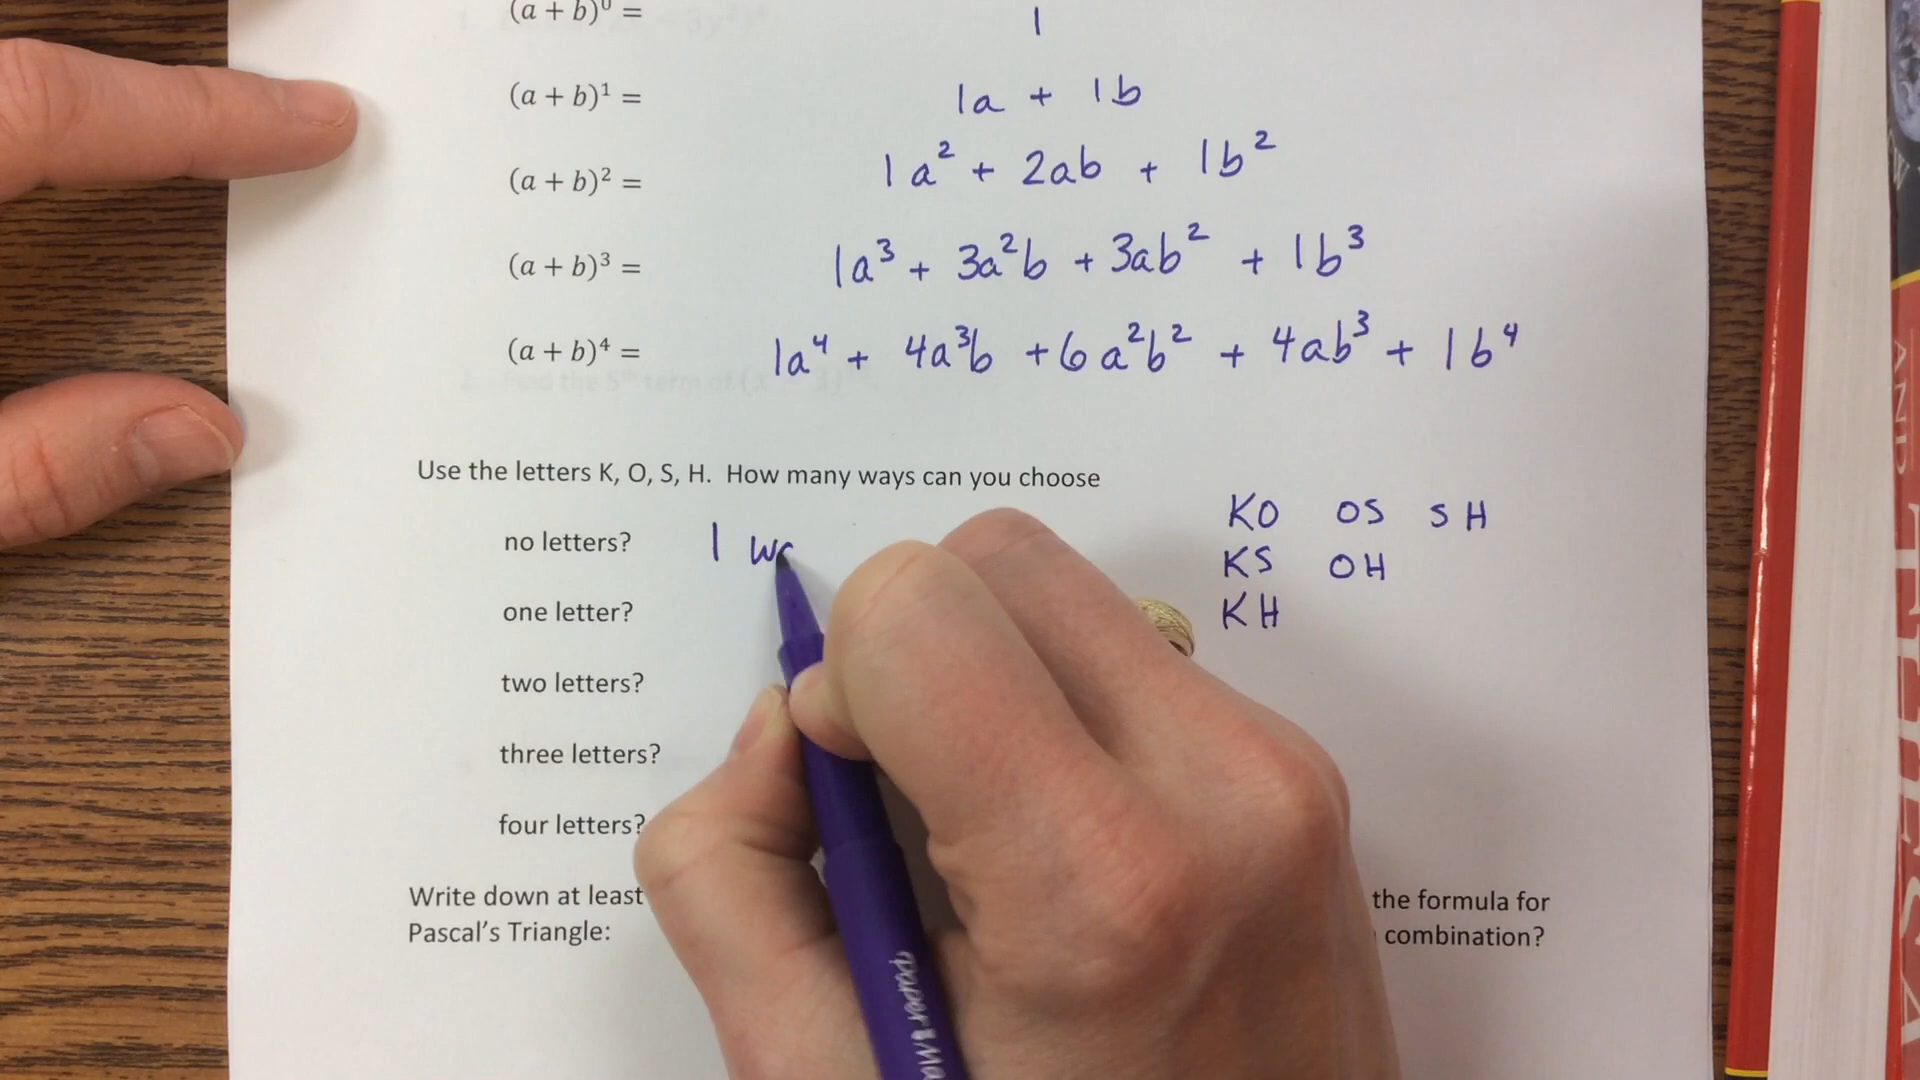 (a + b)⁰ = 1
(a + b)¹ = 1a + 1b
(a + b)² = 1a² + 2ab + 1b²
(a + b)³ = 1a³ + 3a²b + 3ab² + 1b³
(a + b)⁴ = 1a⁴ + 4a³b + 6a²b² + 4ab³ + 1b⁴
Use the letters K, O, S, H. How many ways can you choose
KO OS SH
no letters? 1 wa
KS OH
one letter?
KH
two letters?
three letters?
four letters?
Write down at least
the formula for
Pascal's Triangle:
combination?
AND